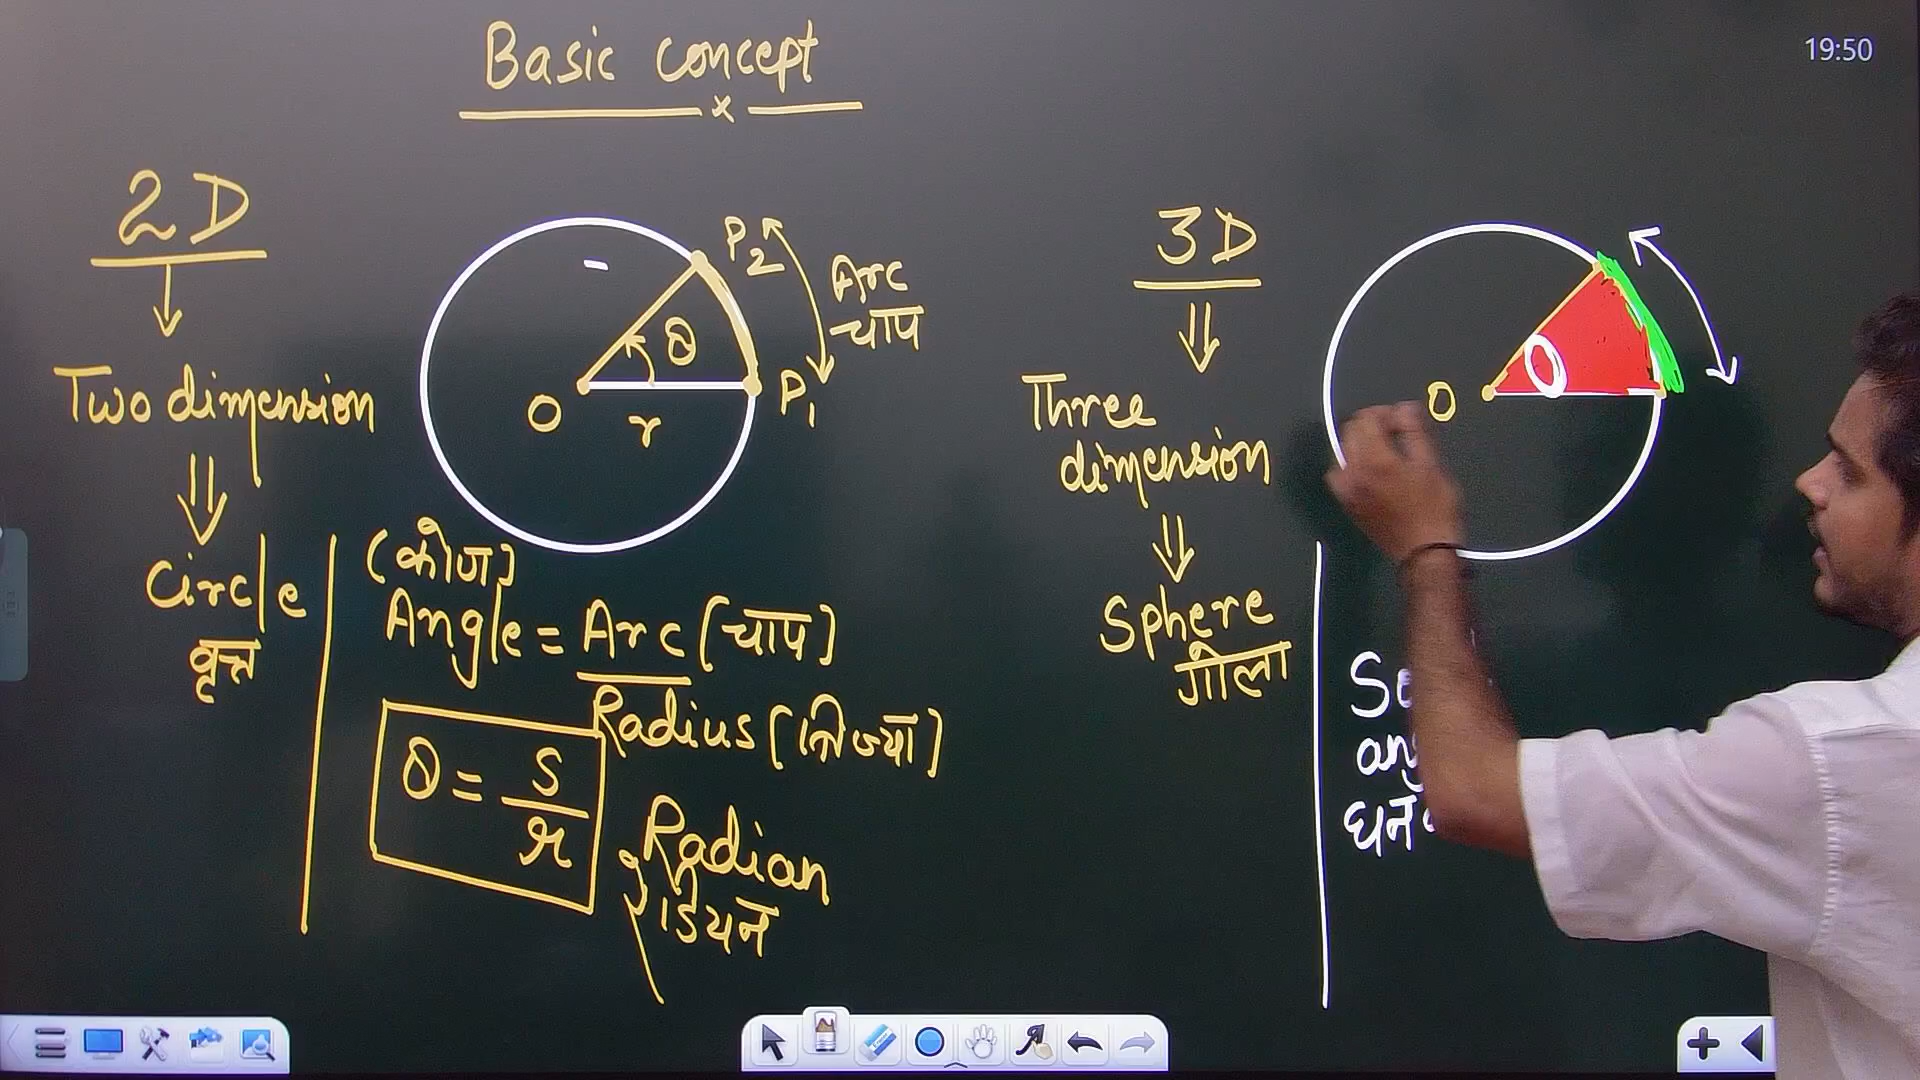 Basic concept
19:50
2D
Two dimension
Circle
वृत्त
P2
Arc
चाप
θ
O
r
P1
(कोण)
Angle = Arc (चाप)
Radius (त्रिज्या)
θ = S
r
Radian
रेडियन
3D
Three
dimension
Sphere
गोला
O